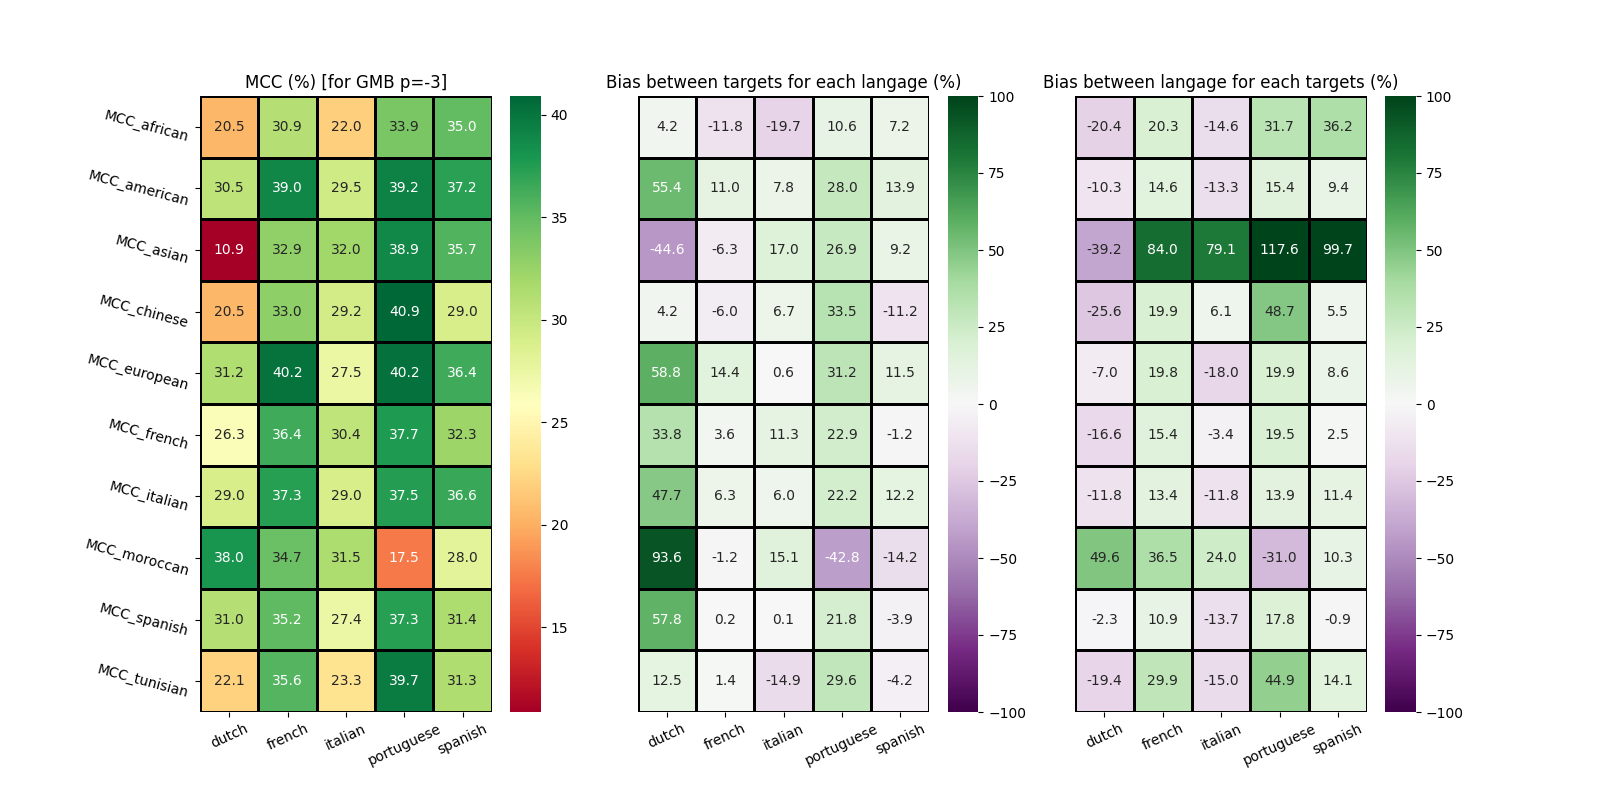 MCC (%) [for GMB p=-3]
Bias between targets for each langage (%)
Bias between langage for each targets (%)
MCC_african 20.5 30.9 22.0 33.9 35.0
MCC_american 30.5 39.0 29.5 39.2 37.2
MCC_asian 10.9 32.9 32.0 38.9 35.7
MCC_chinese 20.5 33.0 29.2 40.9 29.0
MCC_european 31.2 40.2 27.5 40.2 36.4
MCC_french 26.3 36.4 30.4 37.7 32.3
MCC_italian 29.0 37.3 29.0 37.5 36.6
MCC_moroccan 38.0 34.7 31.5 17.5 28.0
MCC_spanish 31.0 35.2 27.4 37.3 31.4
MCC_tunisian 22.1 35.6 23.3 39.7 31.3
dutch french italian portuguese spanish
40
35
30
25
20
15
4.2 -11.8 -19.7 10.6 7.2
55.4 11.0 7.8 28.0 13.9
-44.6 -6.3 17.0 26.9 9.2
4.2 -6.0 6.7 33.5 -11.2
58.8 14.4 0.6 31.2 11.5
33.8 3.6 11.3 22.9 -1.2
47.7 6.3 6.0 22.2 12.2
93.6 -1.2 15.1 -42.8 -14.2
57.8 0.2 0.1 21.8 -3.9
12.5 1.4 -14.9 29.6 -4.2
dutch french italian portuguese spanish
100
75
50
25
0
−25
−50
−75
−100
-20.4 20.3 -14.6 31.7 36.2
-10.3 14.6 -13.3 15.4 9.4
-39.2 84.0 79.1 117.6 99.7
-25.6 19.9 6.1 48.7 5.5
-7.0 19.8 -18.0 19.9 8.6
-16.6 15.4 -3.4 19.5 2.5
-11.8 13.4 -11.8 13.9 11.4
49.6 36.5 24.0 -31.0 10.3
-2.3 10.9 -13.7 17.8 -0.9
-19.4 29.9 -15.0 44.9 14.1
dutch french italian portuguese spanish
100
75
50
25
0
−25
−50
−75
−100